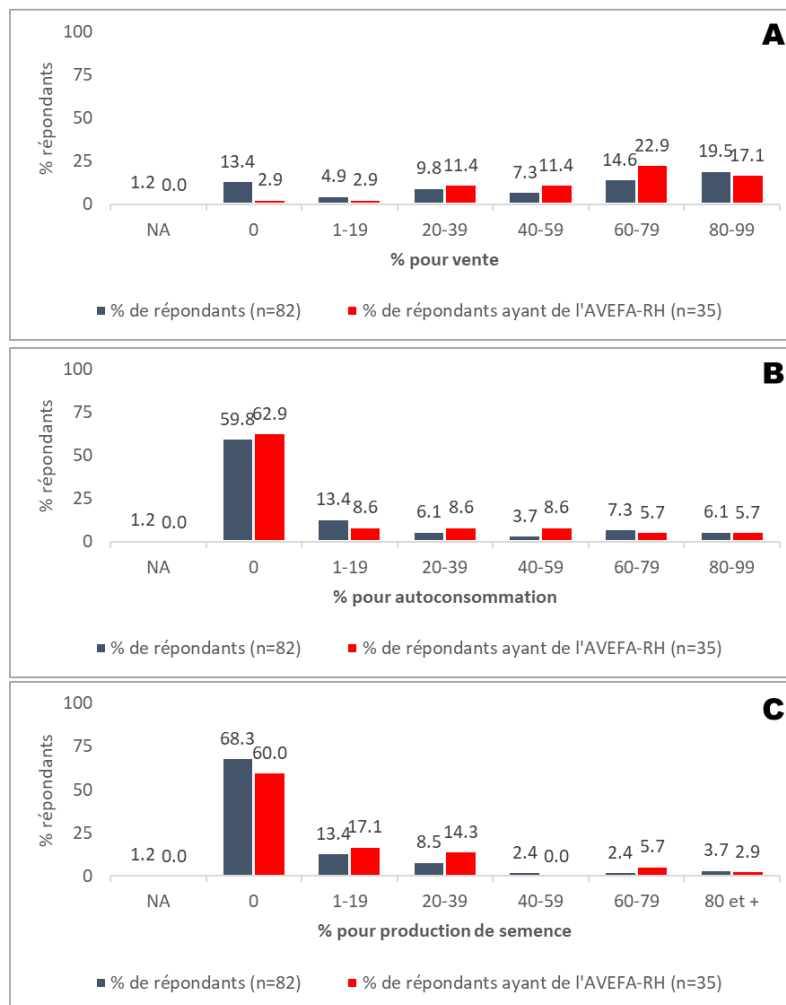 A
% répondants
100
75
50
25
0
1.2 0.0 13.4 2.9 4.9 2.9 9.8 11.4 7.3 11.4 14.6 22.9 19.5 17.1
NA 0 1-19 20-39 40-59 60-79 80-99
% pour vente
% de répondants (n=82) % de répondants ayant de l'AVEFA-RH (n=35)
B
% répondants
100
75
50
25
0
1.2 0.0 59.8 62.9 13.4 8.6 6.1 8.6 3.7 8.6 7.3 5.7 6.1 5.7
NA 0 1-19 20-39 40-59 60-79 80-99
% pour autoconsommation
% de répondants (n=82) % de répondants ayant de l'AVEFA-RH (n=35)
C
% répondants
100
75
50
25
0
1.2 0.0 68.3 60.0 13.4 17.1 8.5 14.3 2.4 0.0 2.4 5.7 3.7 2.9
NA 0 1-19 20-39 40-59 60-79 80 et +
% pour production de semence
% de répondants (n=82) % de répondants ayant de l'AVEFA-RH (n=35)